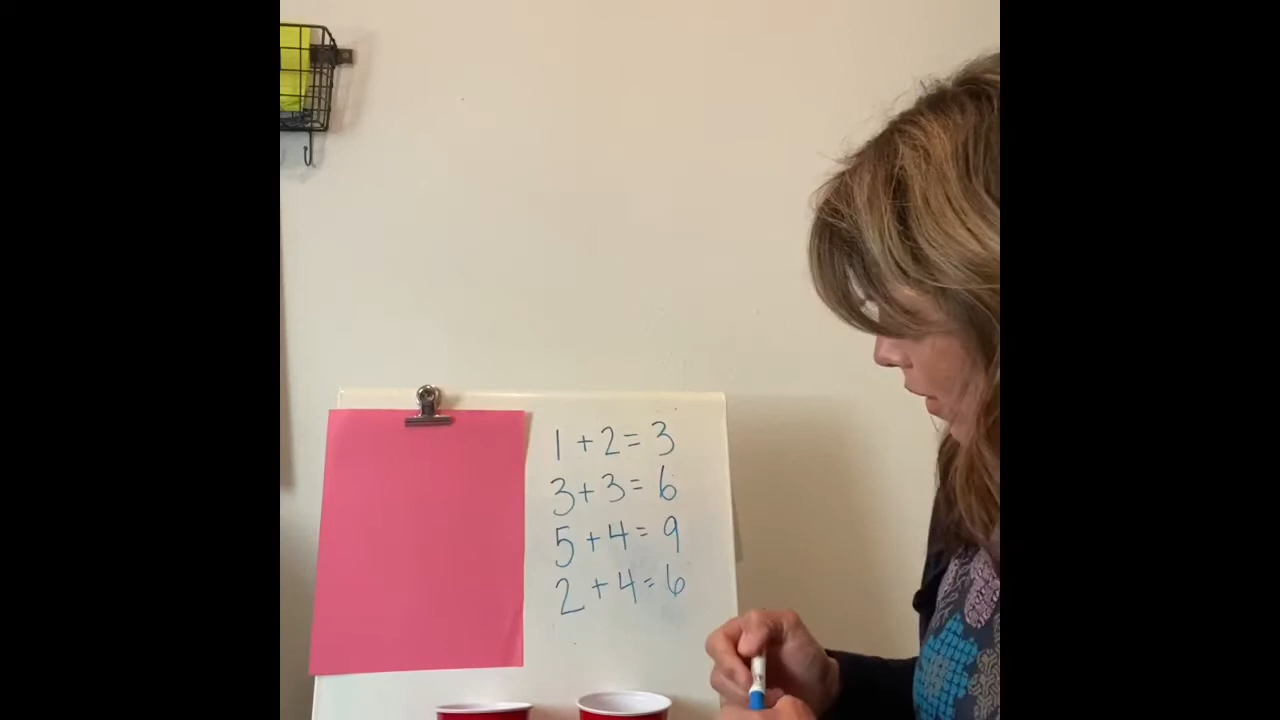 1 + 2 = 3
3 + 3 = 6
5 + 4 = 9
2 + 4 = 6